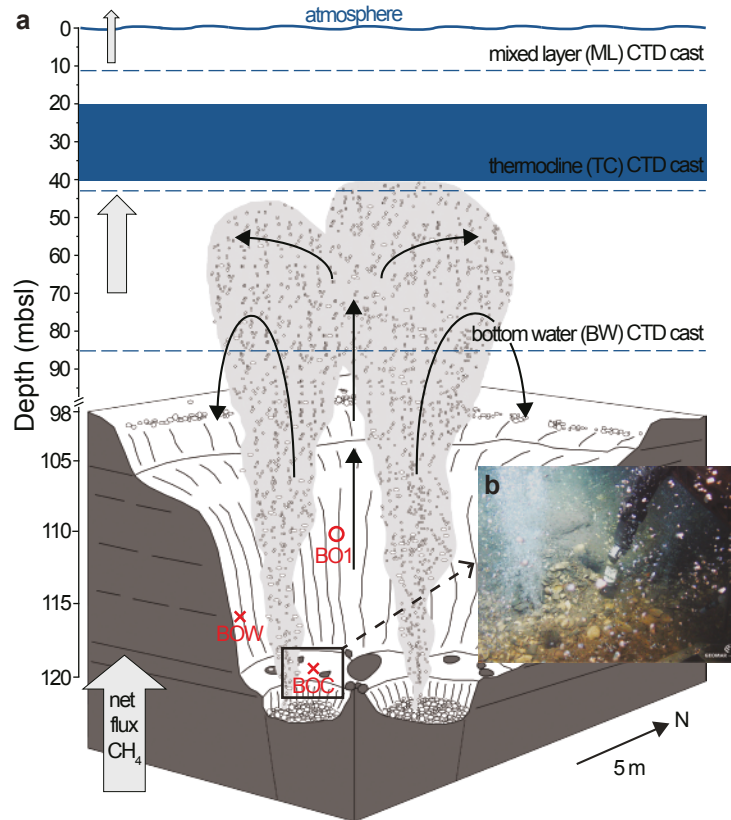 a
atmosphere
0
mixed layer (ML) CTD cast
10
20
30
thermocline (TC) CTD cast
40
50
60
70
80
bottom water (BW) CTD cast
90
98
105
110
115
120
Depth (mbsl)
b
BO1
BOW
BOC
net
flux
CH₄
N
5 m
GEOMAR